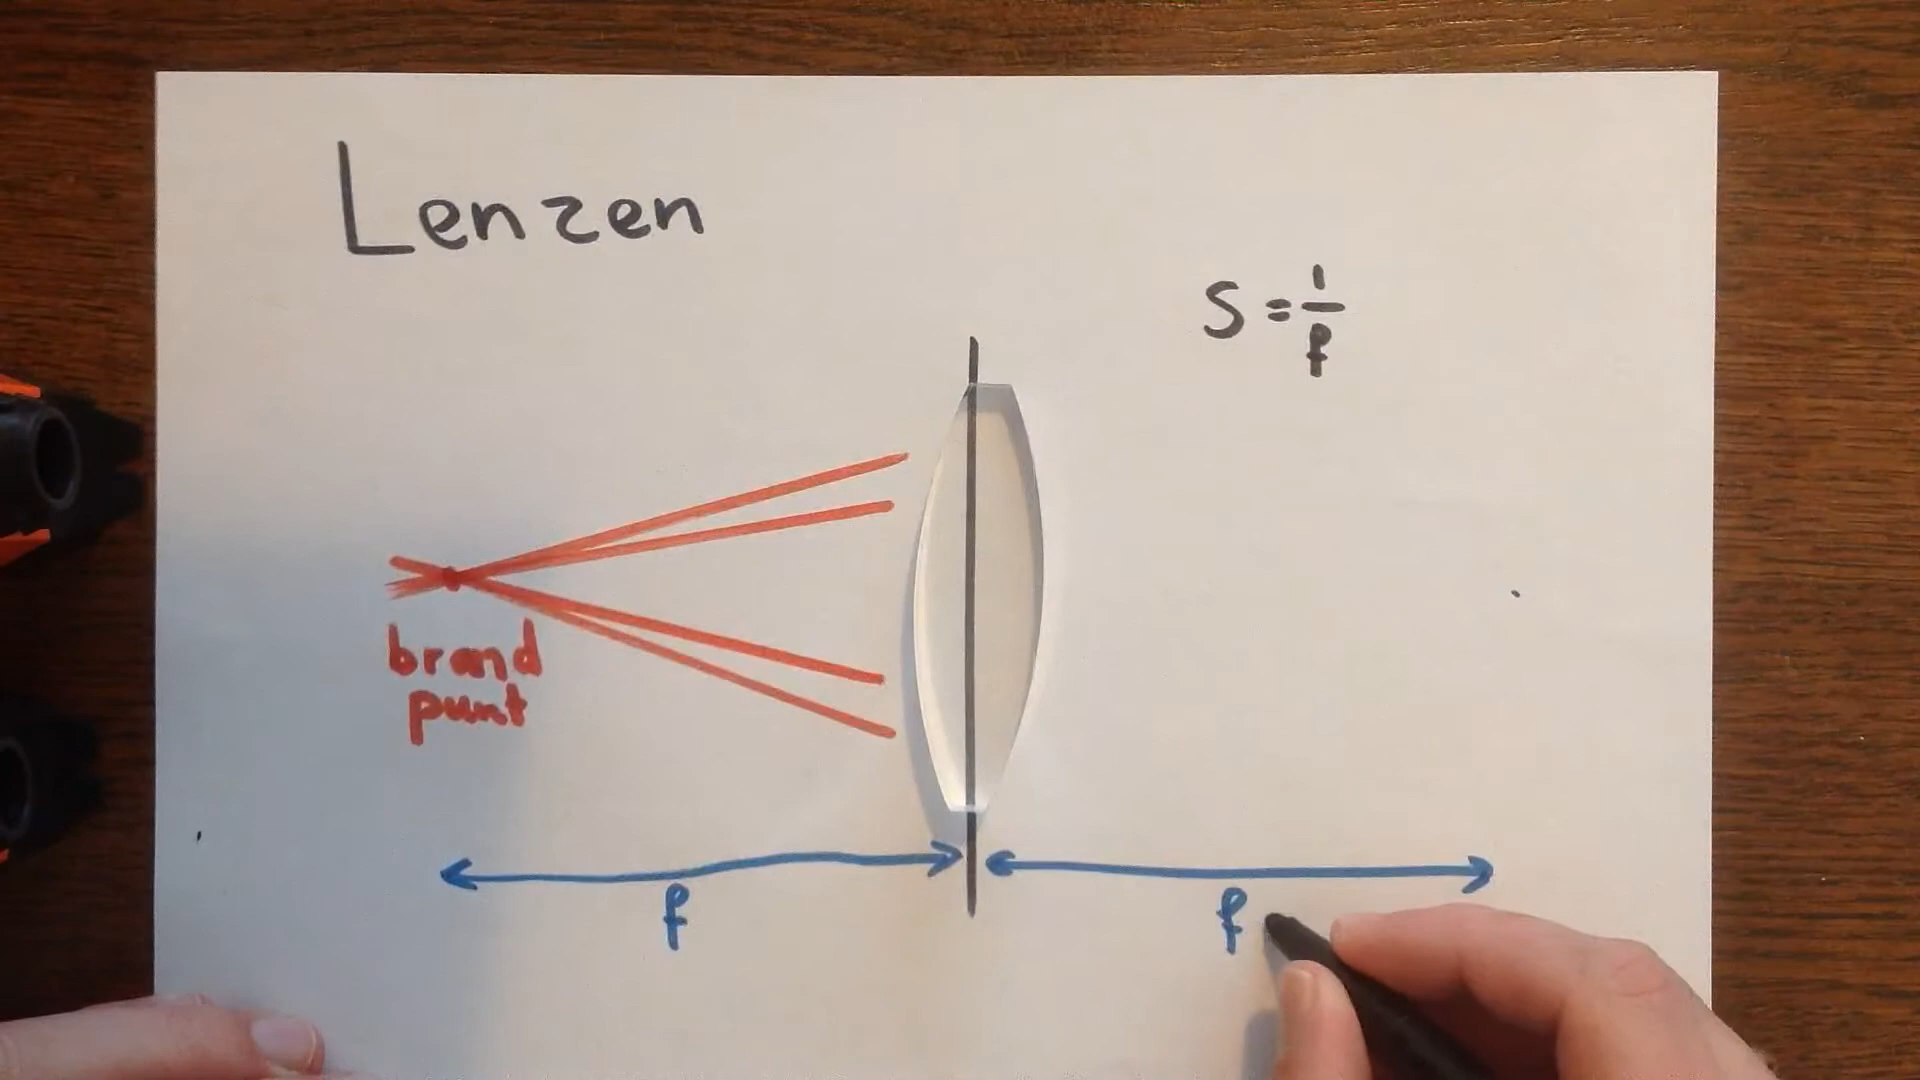 Lenzen
S = 1/f
brand
punt
f
f